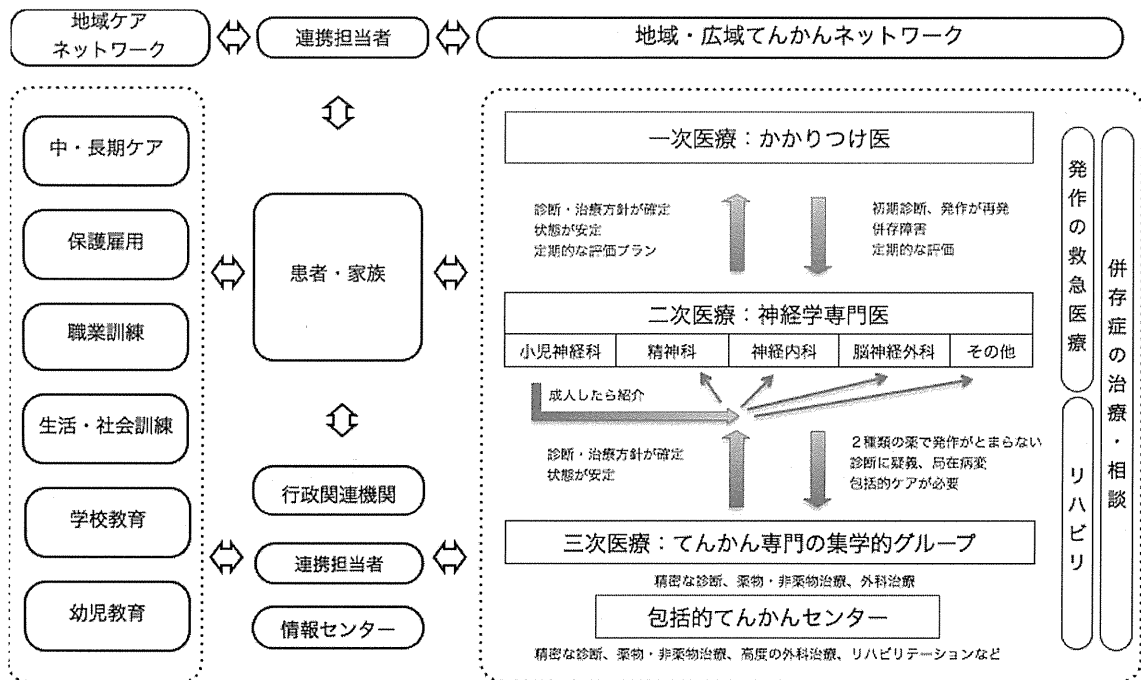 地域ケア
ネットワーク
連携担当者
地域・広域てんかんネットワーク
中・長期ケア
保護雇用
職業訓練
生活・社会訓練
学校教育
幼児教育
患者・家族
行政関連機関
連携担当者
情報センター
一次医療：かかりつけ医
診断・治療方針が確定
状態が安定
定期的な評価プラン
初期診断、発作が再発
併存障害
定期的な評価
二次医療：神経学専門医
小児神経科
精神科
神経内科
脳神経外科
その他
成人したら紹介
診断・治療方針が確定
状態が安定
２種類の薬で発作がとまらない
診断に疑義、局在病変
包括的ケアが必要
三次医療：てんかん専門の集学的グループ
精密な診断、薬物・非薬物治療、外科治療
包括的てんかんセンター
精密な診断、薬物・非薬物治療、高度の外科治療、リハビリテーションなど
発作の救急医療
リハビリ
併存症の治療・相談